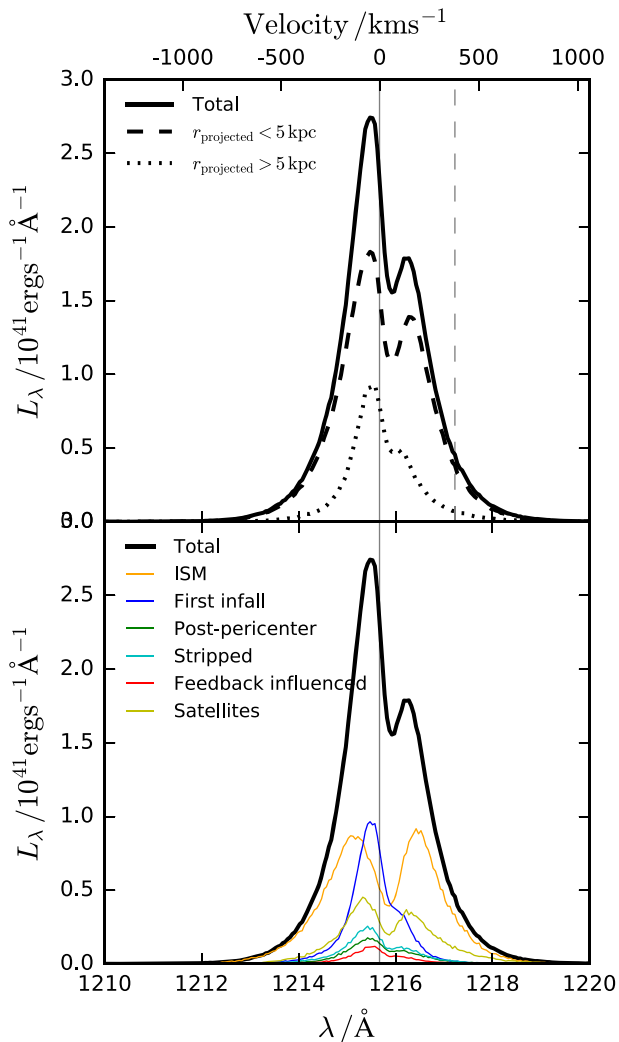 Velocity /kms⁻¹
-1000 -500 0 500 1000
3.0
Total
r_projected < 5 kpc
r_projected > 5 kpc
2.5
2.0
1.5
1.0
0.5
0.0
L_λ /10⁴¹ergs⁻¹Å⁻¹
3.0
Total
ISM
First infall
Post-pericenter
Stripped
Feedback influenced
Satellites
2.5
2.0
1.5
1.0
0.5
0.0
L_λ /10⁴¹ergs⁻¹Å⁻¹
1210 1212 1214 1216 1218 1220
λ /Å